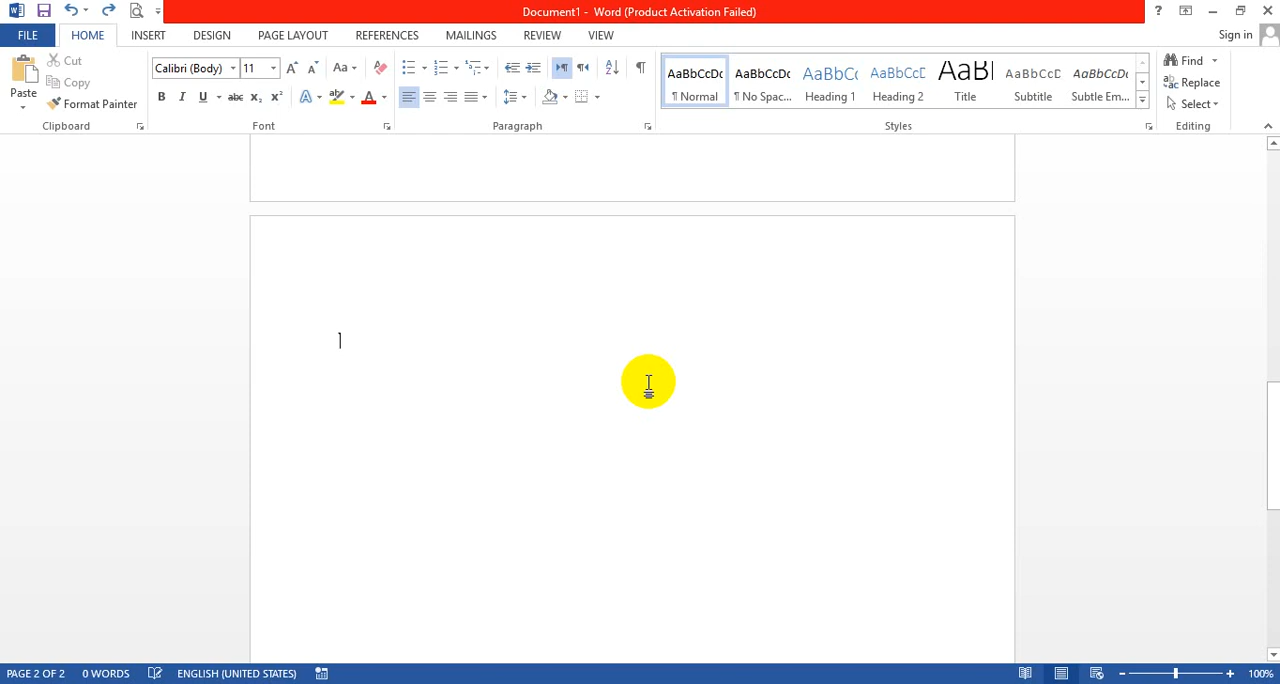 Document1 - Word (Product Activation Failed)
?
FILE HOME INSERT DESIGN PAGE LAYOUT REFERENCES MAILINGS REVIEW VIEW Sign in
Paste
Cut
Copy
Format Painter
Clipboard
Calibri (Body) 11
Font
Paragraph
AaBbCcDc AaBbCcDc AaBbCc AaBbCcD AaBl AaBbCcD AaBbCcDc
¶ Normal ¶ No Spac... Heading 1 Heading 2 Title Subtitle Subtle Em...
Styles
Find
Replace
Select
Editing
PAGE 2 OF 2 0 WORDS ENGLISH (UNITED STATES) 100%